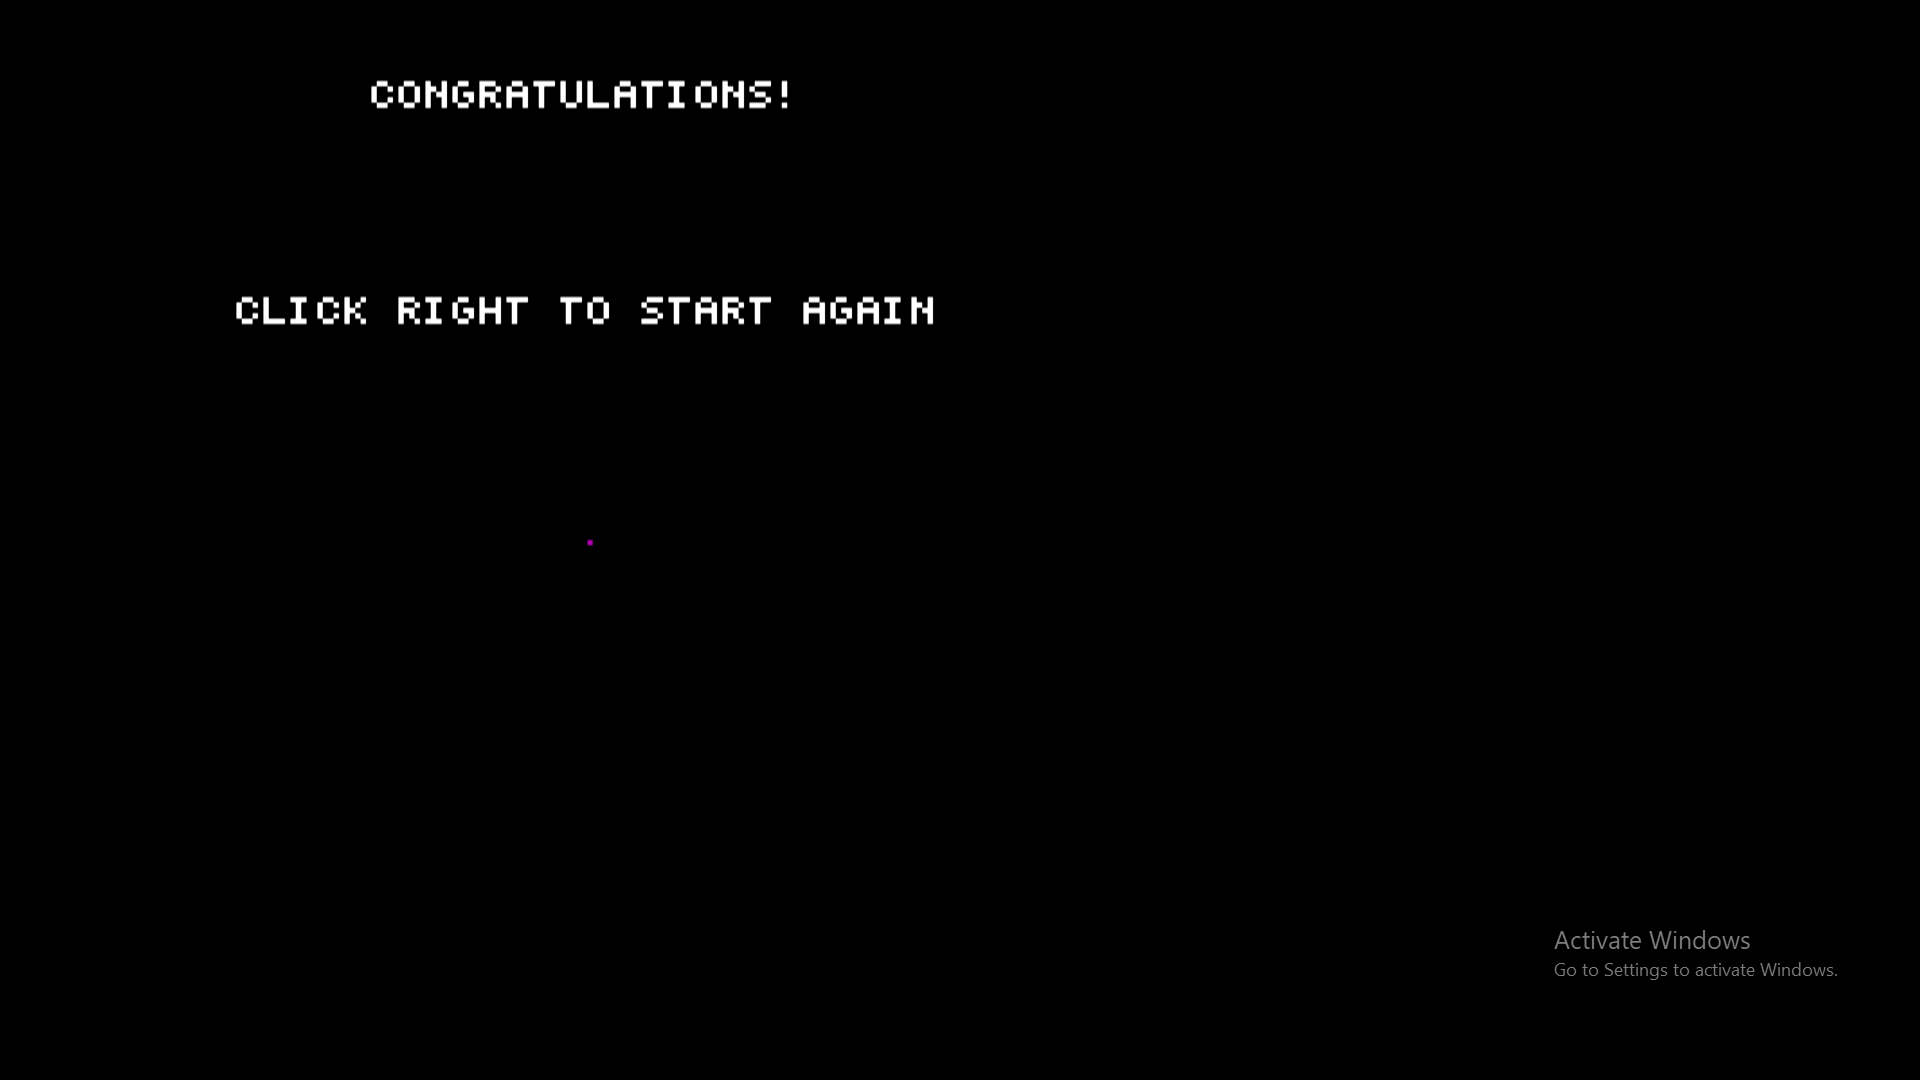 CONGRATULATIONS!
CLICK RIGHT TO START AGAIN
Activate Windows
Go to Settings to activate Windows.